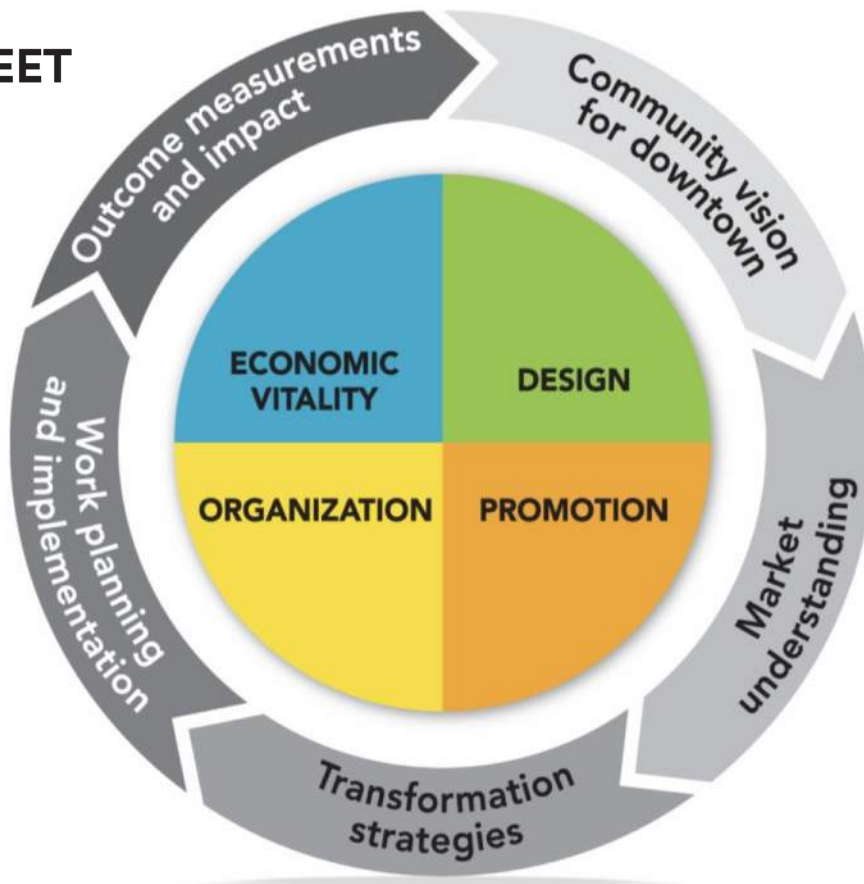 EET
Outcome measurements
and impact
Community vision
for downtown
ECONOMIC
VITALITY
DESIGN
ORGANIZATION
PROMOTION
Market
understanding
Transformation
strategies
Work planning
and implementation